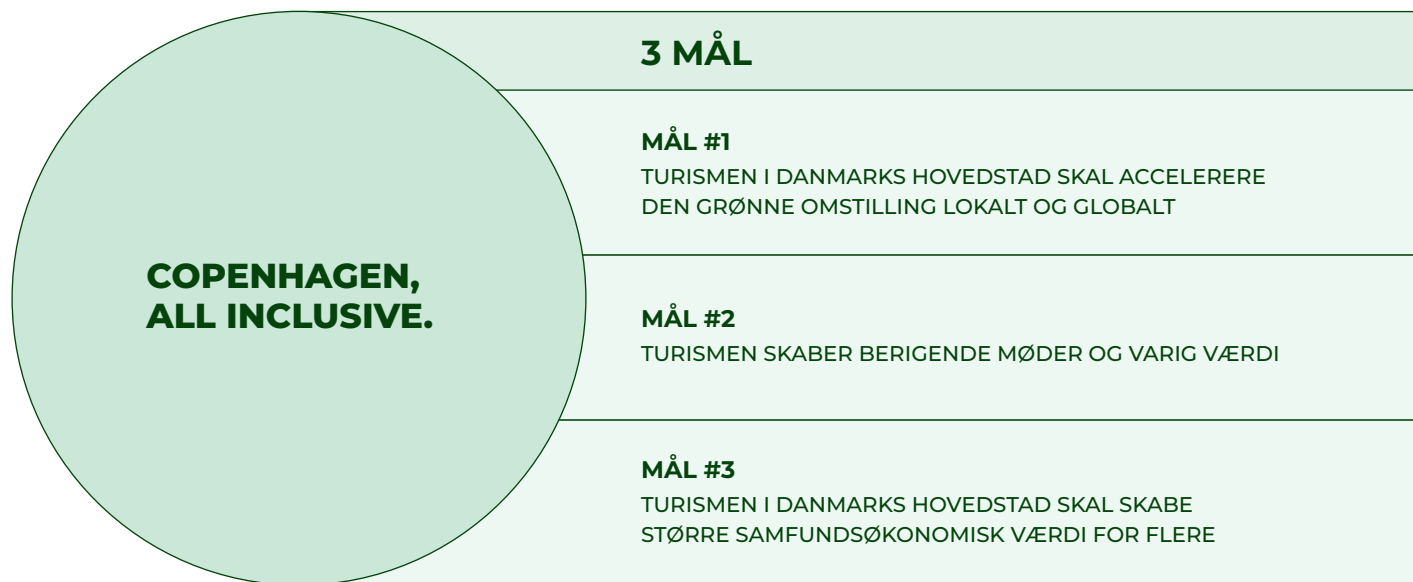 COPENHAGEN,
ALL INCLUSIVE.
3 MÅL
MÅL #1
TURISMEN I DANMARKS HOVEDSTAD SKAL ACCELERERE
DEN GRØNNE OMSTILLING LOKALT OG GLOBALT
MÅL #2
TURISMEN SKABER BERIGENDE MØDER OG VARIG VÆRDI
MÅL #3
TURISMEN I DANMARKS HOVEDSTAD SKAL SKABE
STØRRE SAMFUNDSØKONOMISK VÆRDI FOR FLERE